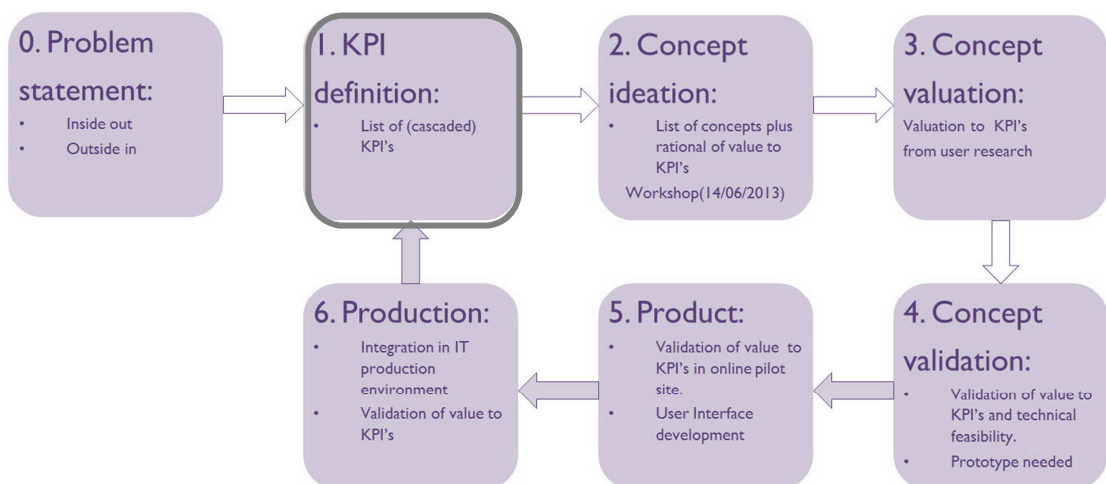 0. Problem
statement:
• Inside out
• Outside in
1. KPI
definition:
• List of (cascaded)
KPI's
2. Concept
ideation:
• List of concepts plus
rational of value to
KPI's
Workshop(14/06/2013)
3. Concept
valuation:
Valuation to KPI's
from user research
4. Concept
validation:
• Validation of value to
KPI's and technical
feasibility.
• Prototype needed
5. Product:
• Validation of value to
KPI's in online pilot
site.
• User Interface
development
6. Production:
• Integration in IT
production
environment
• Validation of value to
KPI's